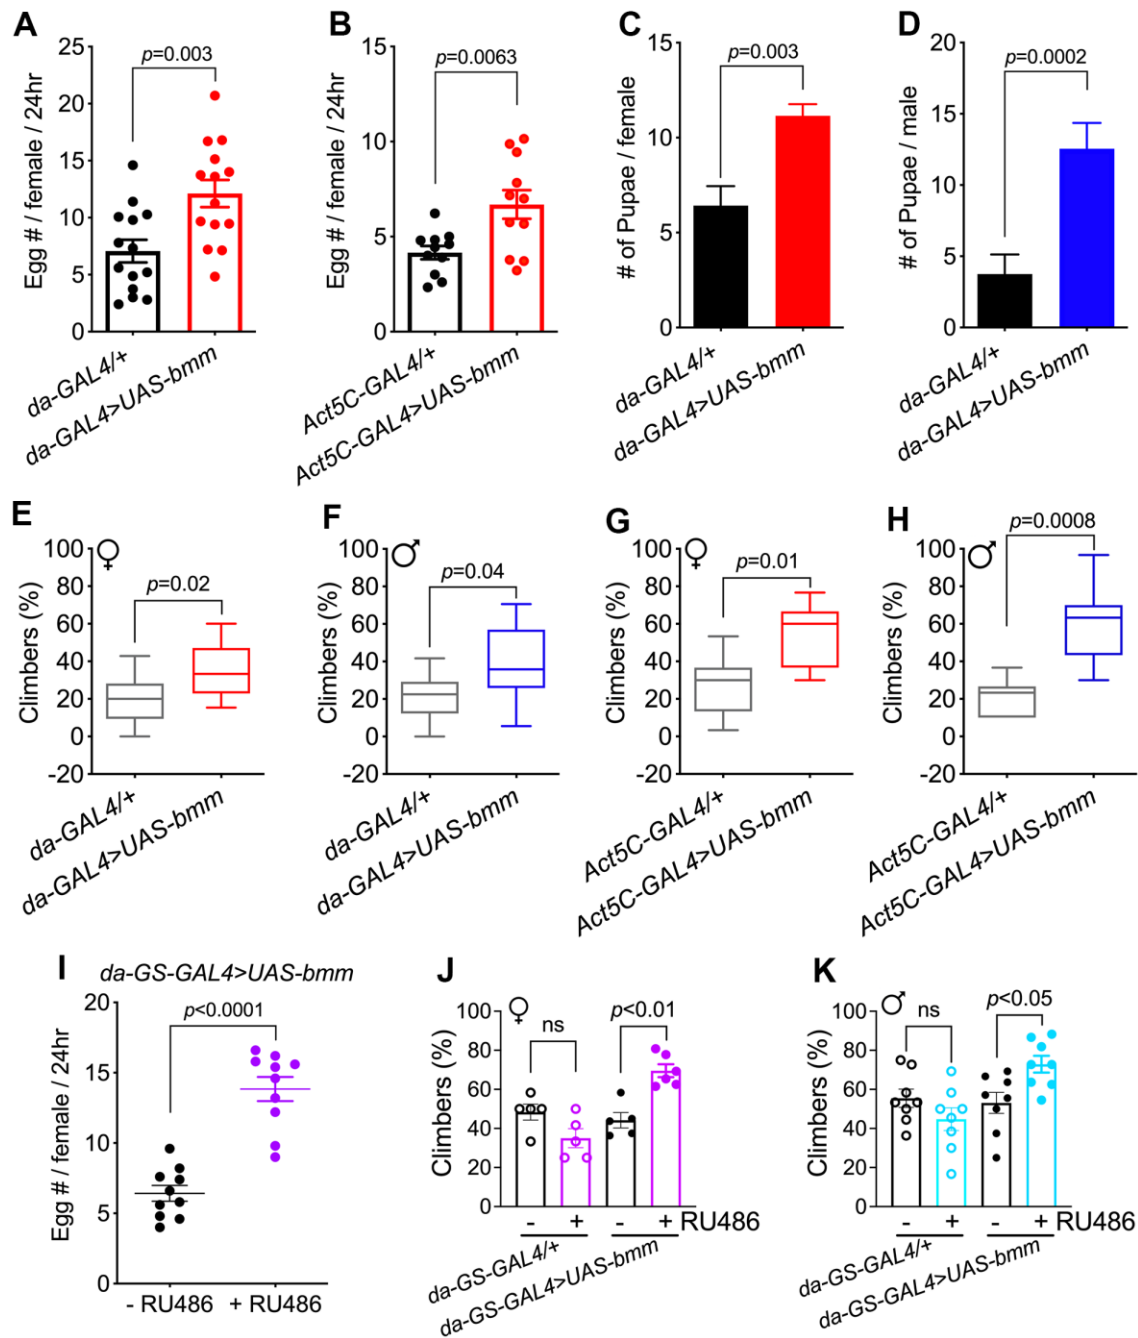 A
Egg # / female / 24hr
25
20
15
10
5
0
p=0.003
da-GAL4/+
da-GAL4>UAS-bmm
B
Egg # / female / 24hr
15
10
5
0
p=0.0063
Act5C-GAL4/+
Act5C-GAL4>UAS-bmm
C
# of Pupae / female
15
10
5
0
p=0.003
da-GAL4/+
da-GAL4>UAS-bmm
D
# of Pupae / male
20
15
10
5
0
p=0.0002
da-GAL4/+
da-GAL4>UAS-bmm
E
♀
Climbers (%)
100
80
60
40
20
0
-20
p=0.02
da-GAL4/+
da-GAL4>UAS-bmm
F
♂
Climbers (%)
100
80
60
40
20
0
-20
p=0.04
da-GAL4/+
da-GAL4>UAS-bmm
G
♀
Climbers (%)
100
80
60
40
20
0
-20
p=0.01
Act5C-GAL4/+
Act5C-GAL4>UAS-bmm
H
♂
Climbers (%)
100
80
60
40
20
0
-20
p=0.0008
Act5C-GAL4/+
Act5C-GAL4>UAS-bmm
I
da-GS-GAL4>UAS-bmm
Egg # / female / 24hr
20
15
10
5
0
p<0.0001
- RU486 + RU486
J
♀
Climbers (%)
100
80
60
40
20
0
ns
p<0.01
- + - + RU486
da-GS-GAL4/+
da-GS-GAL4>UAS-bmm
K
♂
Climbers (%)
100
80
60
40
20
0
ns
p<0.05
- + - + RU486
da-GS-GAL4/+
da-GS-GAL4>UAS-bmm